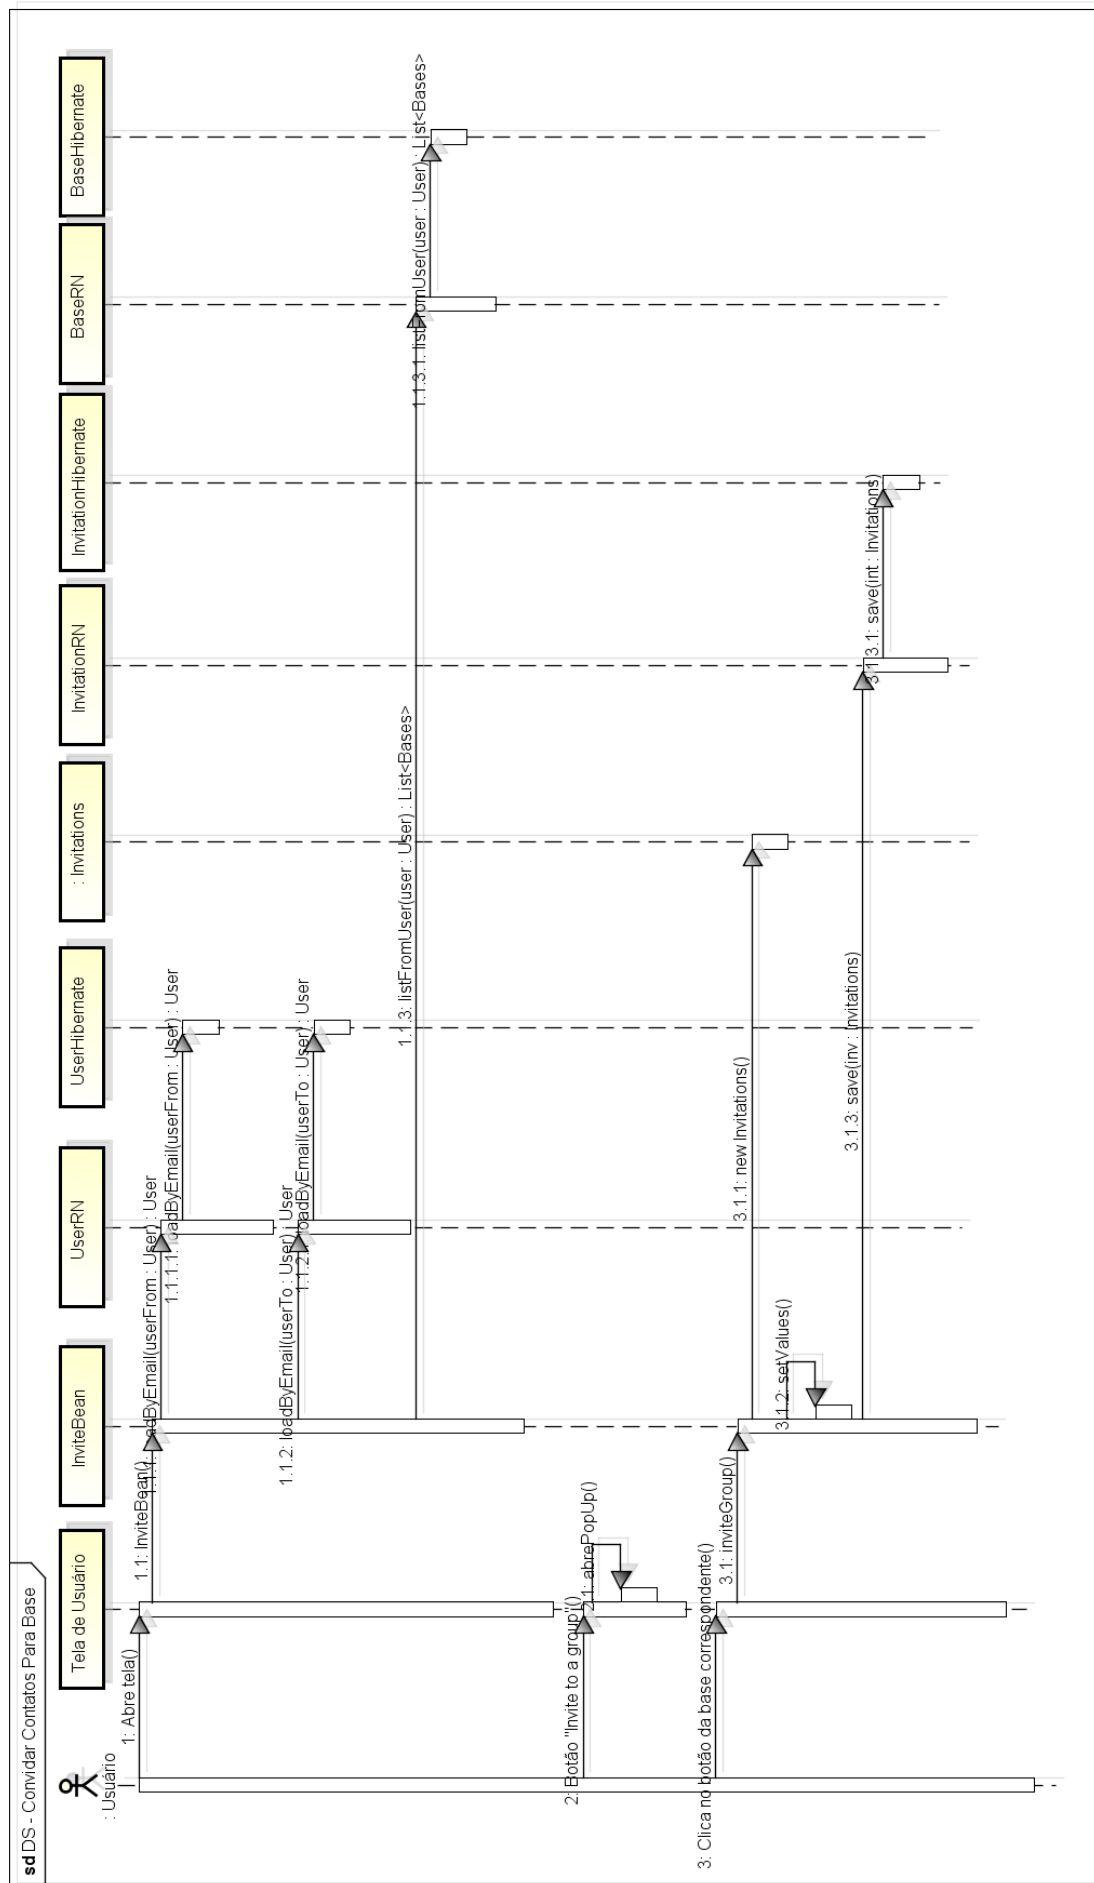 sd DS - Convidar Contatos Para Base
: Usuário
Tela de Usuário
InviteBean
UserRN
UserHibernate
: Invitations
InvitationRN
InvitationHibernate
BaseRN
BaseHibernate
1: Abre tela()
1.1: InviteBean()
1.1.1: loadByEmail(userFrom : User) : User
1.1.1.1: loadByEmail(userFrom : User) : User
1.1.2: loadByEmail(userTo : User) : User
1.1.2. loadByEmail(userTo : User) : User
1.1.3: listFromUser(user : User) : List<Bases>
1.1.3.1: listFromUser(user : User) : List<Bases>
2: Botão "Invite to a group"()
2.1: abrePopUp()
3: Clica no botão da base correspondente()
3.1: inviteGroup()
3.1.1: new Invitations()
3.1.2: setValues()
3.1.3: save(inv : Invitations)
3.1.3.1: save(int : Invitations)